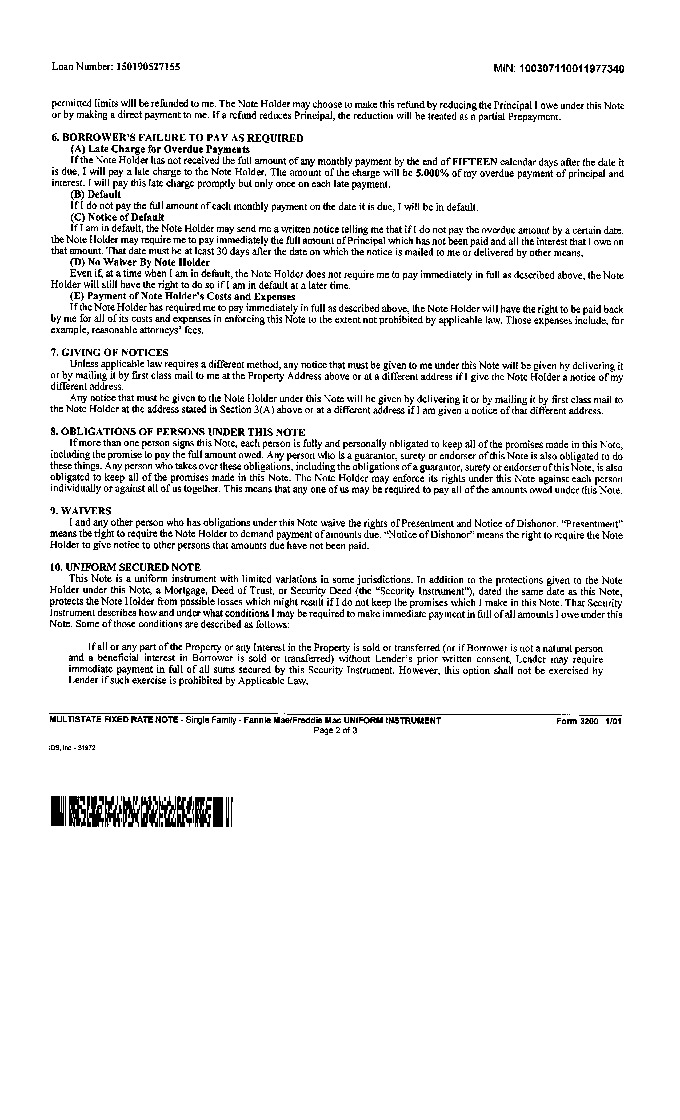 Loan Number: 150190527155
MIN: 100307110011977340
permitted limits will be refunded to me. The Note Holder may choose to make this refund by reducing the Principal I owe under this Note
or by making a direct payment to me. If a refund reduces Principal, the reduction will be treated as a partial Prepayment.
6. BORROWER'S FAILURE TO PAY AS REQUIRED
(A) Late Charge for Overdue Payments
If the Note Holder has not received the full amount of any monthly payment by the end of FIFTEEN calendar days after the date it
is due, I will pay a late charge to the Note Holder. The amount of the charge will be 5.000% of my overdue payment of principal and
interest. I will pay this late charge promptly but only once on each late payment.
(B) Default
If I do not pay the full amount of each monthly payment on the date it is due, I will be in default.
(C) Notice of Default
If I am in default, the Note Holder may send me a written notice telling me that if I do not pay the overdue amount by a certain date,
the Note Holder may require me to pay immediately the full amount of Principal which has not been paid and all the interest that I owe on
that amount. That date must be at least 30 days after the date on which the notice is mailed to me or delivered by other means.
(D) No Waiver By Note Holder
Even if, at a time when I am in default, the Note Holder does not require me to pay immediately in full as described above, the Note
Holder will still have the right to do so if I am in default at a later time.
(E) Payment of Note Holder's Costs and Expenses
If the Note Holder has required me to pay immediately in full as described above, the Note Holder will have the right to be paid back
by me for all of its costs and expenses in enforcing this Note to the extent not prohibited by applicable law. Those expenses include, for
example, reasonable attorneys' fees.
7. GIVING OF NOTICES
Unless applicable law requires a different method, any notice that must be given to me under this Note will be given by delivering it
or by mailing it by first class mail to me at the Property Address above or at a different address if I give the Note Holder a notice of my
different address.
Any notice that must be given to the Note Holder under this Note will be given by delivering it or by mailing it by first class mail to
the Note Holder at the address stated in Section 3(A) above or at a different address if I am given a notice of that different address.
8. OBLIGATIONS OF PERSONS UNDER THIS NOTE
If more than one person signs this Note, each person is fully and personally obligated to keep all of the promises made in this Note,
including the promise to pay the full amount owed. Any person who is a guarantor, surety or endorser of this Note is also obligated to do
these things. Any person who takes over these obligations, including the obligations of a guarantor, surety or endorser of this Note, is also
obligated to keep all of the promises made in this Note. The Note Holder may enforce its rights under this Note against each person
individually or against all of us together. This means that any one of us may be required to pay all of the amounts owed under this Note.
9. WAIVERS
I and any other person who has obligations under this Note waive the rights of Presentment and Notice of Dishonor. "Presentment"
means the right to require the Note Holder to demand payment of amounts due. "Notice of Dishonor" means the right to require the Note
Holder to give notice to other persons that amounts due have not been paid.
10. UNIFORM SECURED NOTE
This Note is a uniform instrument with limited variations in some jurisdictions. In addition to the protections given to the Note
Holder under this Note, a Mortgage, Deed of Trust, or Security Deed (the "Security Instrument"), dated the same date as this Note,
protects the Note Holder from possible losses which might result if I do not keep the promises which I make in this Note. That Security
Instrument describes how and under what conditions I may be required to make immediate payment in full of all amounts I owe under this
Note. Some of those conditions are described as follows:
If all or any part of the Property or any Interest in the Property is sold or transferred (or if Borrower is not a natural person
and a beneficial interest in Borrower is sold or transferred) without Lender's prior written consent, Lender may require
immediate payment in full of all sums secured by this Security Instrument. However, this option shall not be exercised by
Lender if such exercise is prohibited by Applicable Law.
MULTISTATE FIXED RATE NOTE - Single Family - Fannie Mae/Freddie Mac UNIFORM INSTRUMENT
Form 3200 1/01
Page 2 of 3
IDS, Inc - 31972